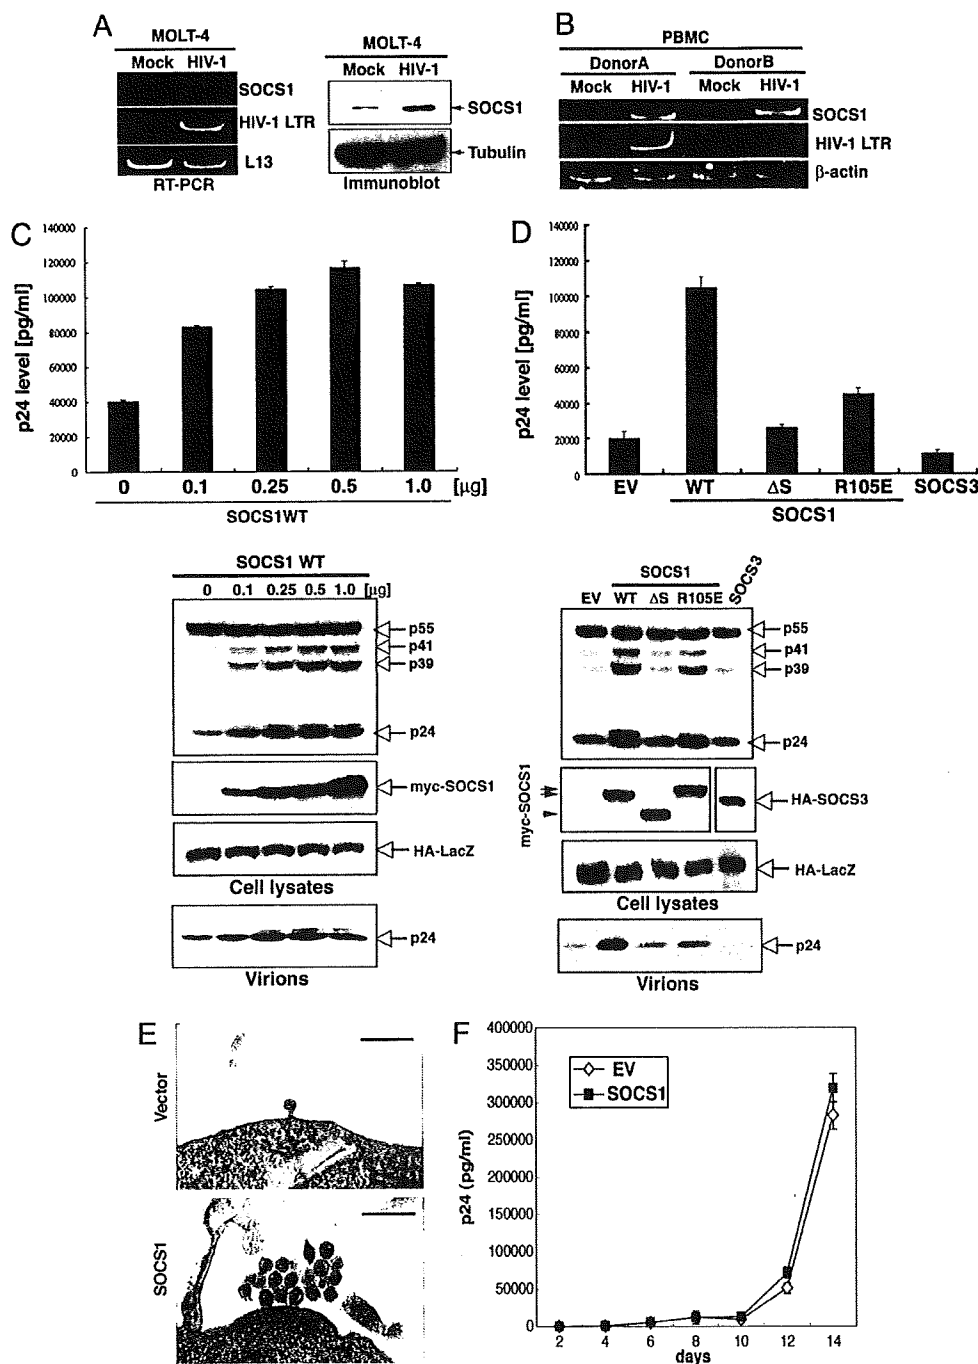 A
MOLT-4
Mock HIV-1
SOCS1
HIV-1 LTR
L13
RT-PCR
MOLT-4
Mock HIV-1
SOCS1
Tubulin
Immunoblot
B
PBMC
DonorA DonorB
Mock HIV-1 Mock HIV-1
SOCS1
HIV-1 LTR
β-actin
C
p24 level [pg/ml]
140000
120000
100000
80000
60000
40000
20000
0
0 0.1 0.25 0.5 1.0 [μg]
SOCS1WT
D
p24 level [pg/ml]
140000
120000
100000
80000
60000
40000
20000
0
EV WT ΔS R105E SOCS3
SOCS1
SOCS1 WT
0 0.1 0.25 0.5 1.0 [μg]
p55
p41
p39
p24
myc-SOCS1
HA-LacZ
Cell lysates
p24
Virions
SOCS1
EV WT ΔS R105E SOCS3
p55
p41
p39
p24
myc-SOCS1
HA-SOCS3
HA-LacZ
Cell lysates
p24
Virions
E
Vector
SOCS1
F
p24 (pg/ml)
400000
350000
300000
250000
200000
150000
100000
50000
0
EV
SOCS1
2 4 6 8 10 12 14
days